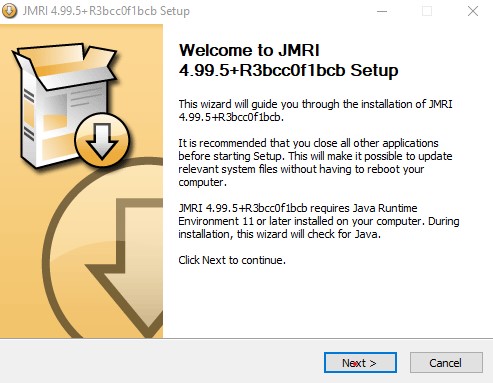 JMRI 4.99.5+R3bcc0f1bcb Setup
Welcome to JMRI
4.99.5+R3bcc0f1bcb Setup
This wizard will guide you through the installation of JMRI
4.99.5+R3bcc0f1bcb.
It is recommended that you close all other applications
before starting Setup. This will make it possible to update
relevant system files without having to reboot your
computer.
JMRI 4.99.5+R3bcc0f1bcb requires Java Runtime
Environment 11 or later installed on your computer. During
installation, this wizard will check for Java.
Click Next to continue.
Next >
Cancel